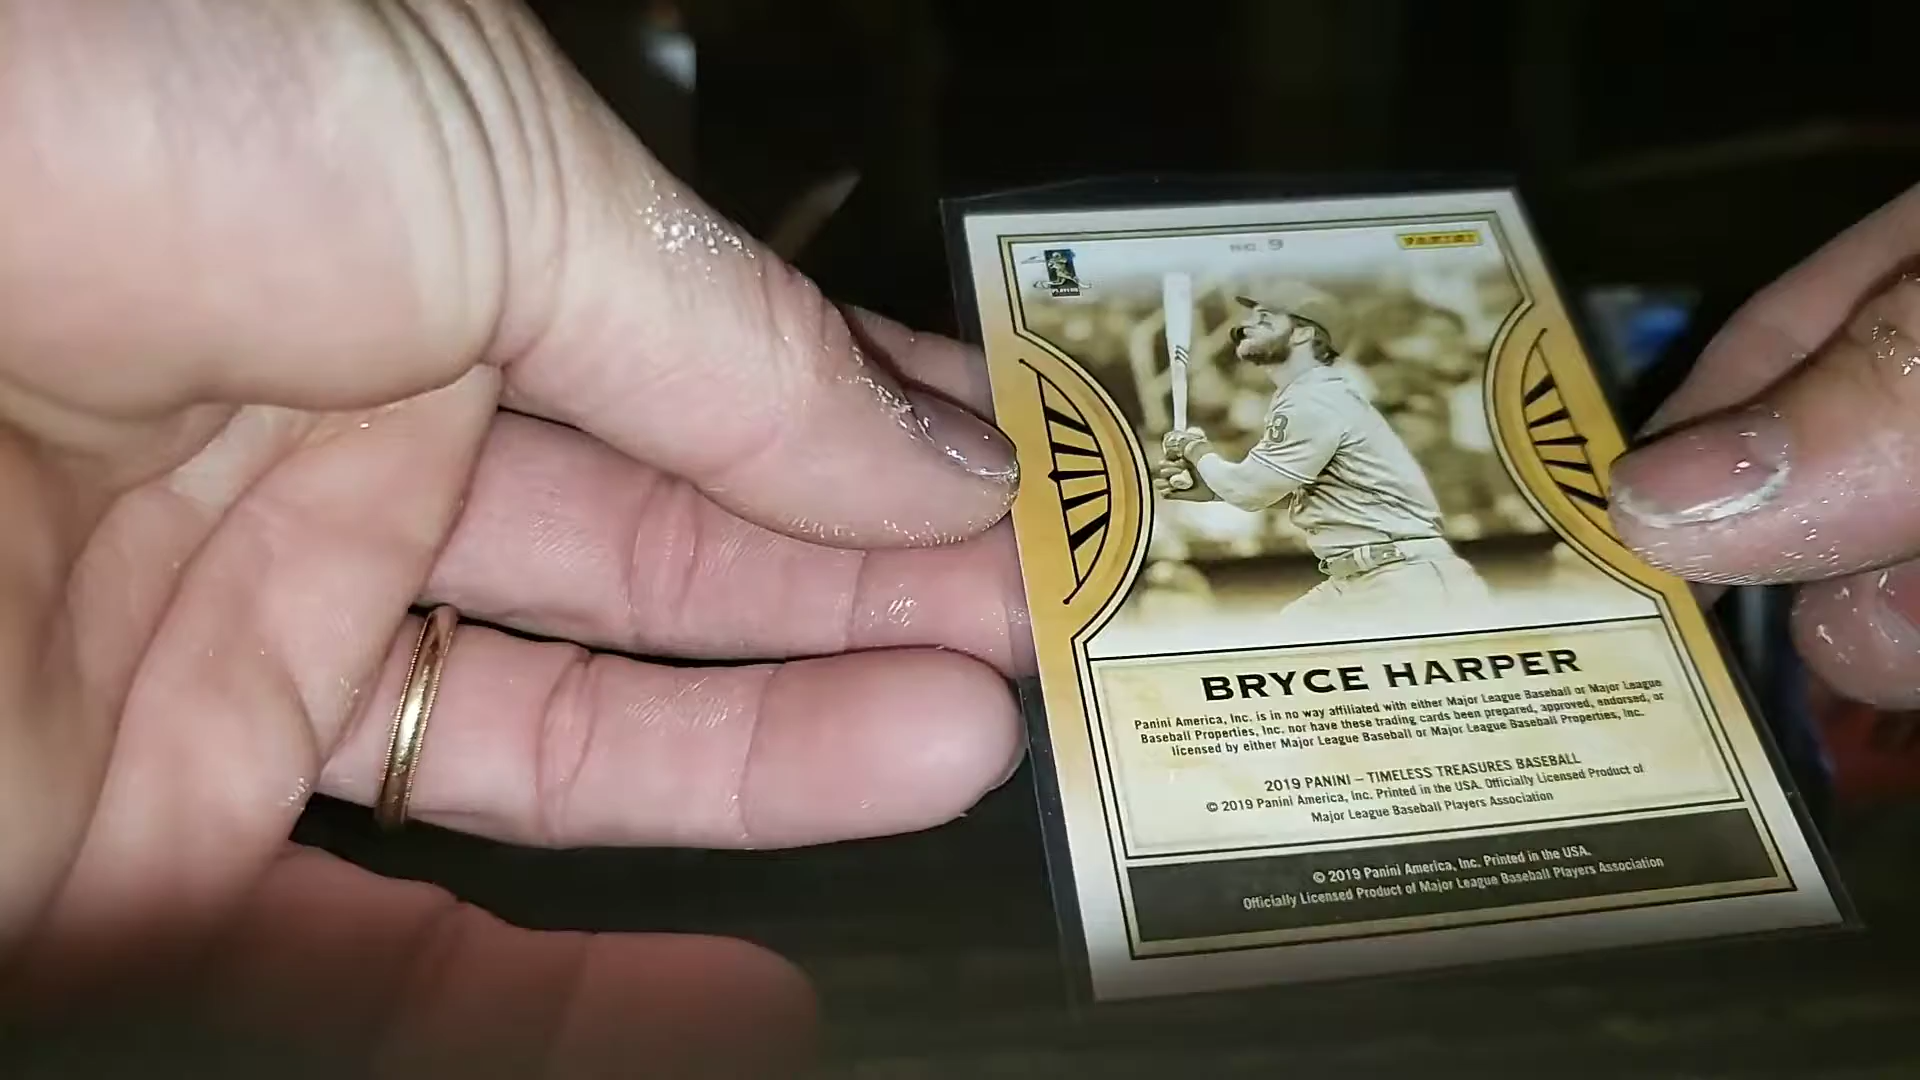 NO. 9
PANINI
PLAYERS
3
BRYCE HARPER
Panini America, Inc. is in no way affiliated with either Major League Baseball or Major League
Baseball Properties, Inc. nor have these trading cards been prepared, approved, endorsed, or
licensed by either Major League Baseball or Major League Baseball Properties, Inc.
2019 PANINI – TIMELESS TREASURES BASEBALL
© 2019 Panini America, Inc. Printed in the USA. Officially Licensed Product of
Major League Baseball Players Association
© 2019 Panini America, Inc. Printed in the USA.
Officially Licensed Product of Major League Baseball Players Association